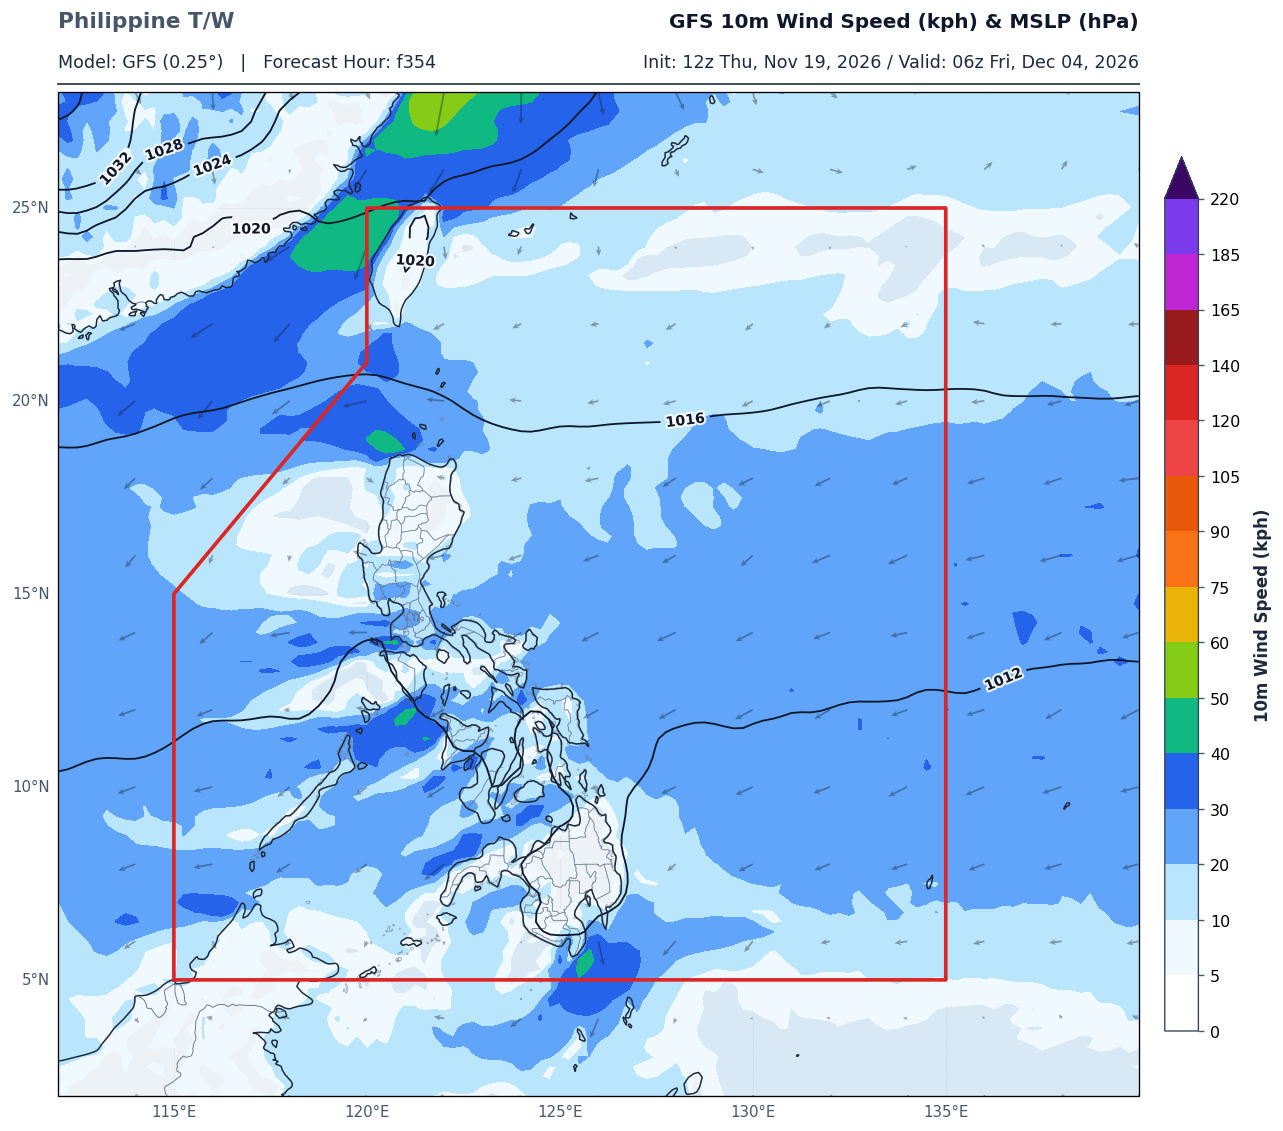 Philippine T/W
GFS 10m Wind Speed (kph) & MSLP (hPa)
Model: GFS (0.25°)   |   Forecast Hour: f354
Init: 12z Thu, Nov 19, 2026 / Valid: 06z Fri, Dec 04, 2026
1032
1028
1024
1020
1020
1016
1012
25°N
20°N
15°N
10°N
5°N
115°E
120°E
125°E
130°E
135°E
220
185
165
140
120
105
90
75
60
50
40
30
20
10
5
0
10m Wind Speed (kph)